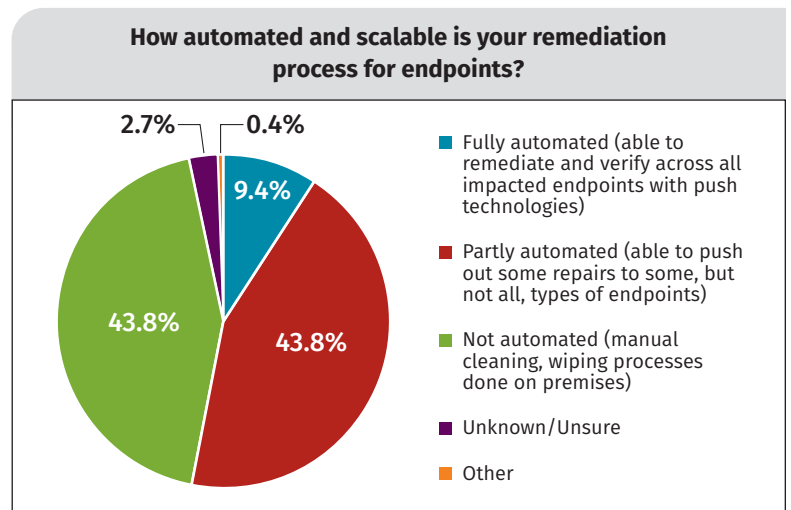 How automated and scalable is your remediation
process for endpoints?
2.7%
0.4%
9.4%
43.8%
43.8%
Fully automated (able to
remediate and verify across all
impacted endpoints with push
technologies)
Partly automated (able to push
out some repairs to some, but
not all, types of endpoints)
Not automated (manual
cleaning, wiping processes
done on premises)
Unknown/Unsure
Other